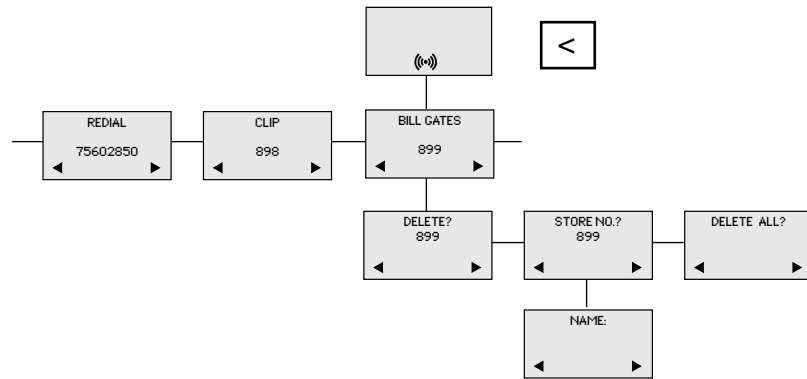 <
REDIAL
75602850
CLIP
898
BILL GATES
899
DELETE?
899
STORE NO.?
899
DELETE ALL?
NAME: